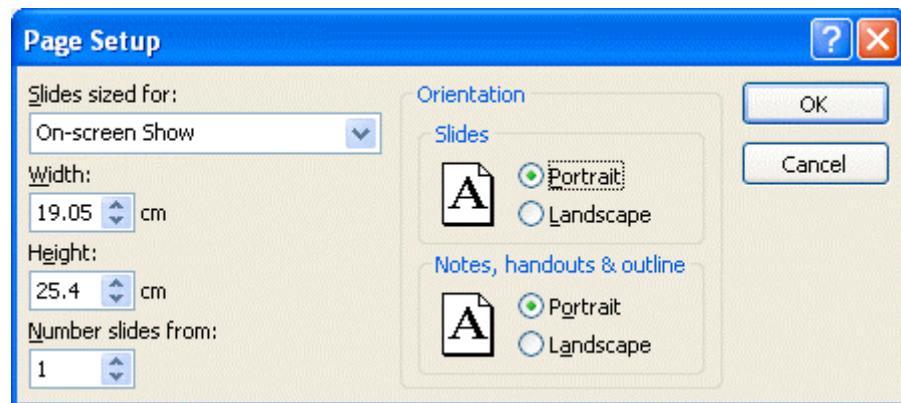 Page Setup
Slides sized for:
On-screen Show
Width:
19.05 cm
Height:
25.4 cm
Number slides from:
1
Orientation
Slides
A
Portrait
Landscape
Notes, handouts & outline
A
Portrait
Landscape
?
OK
Cancel